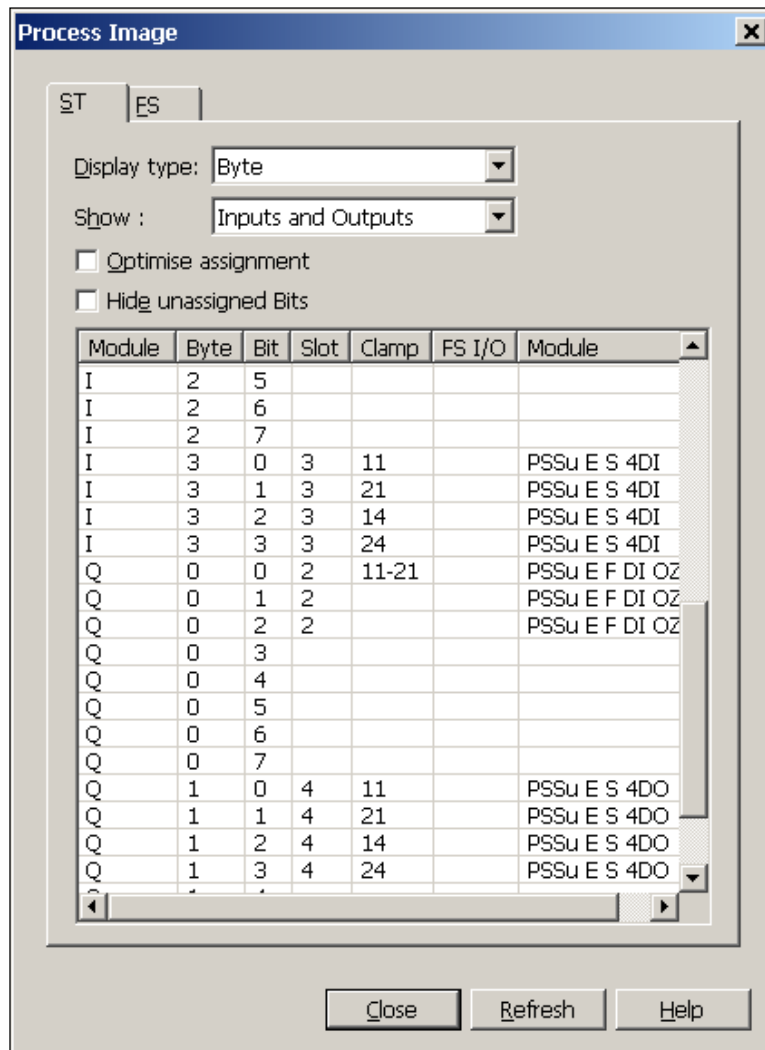 Process Image
ST FS
Display type: Byte
Show : Inputs and Outputs
Optimise assignment
Hide unassigned Bits
Module Byte Bit Slot Clamp FS I/O Module
I 2 5
I 2 6
I 2 7
I 3 0 3 11 PSSu E S 4DI
I 3 1 3 21 PSSu E S 4DI
I 3 2 3 14 PSSu E S 4DI
I 3 3 3 24 PSSu E S 4DI
Q 0 0 2 11-21 PSSu E F DI OZ
Q 0 1 2 PSSu E F DI OZ
Q 0 2 2 PSSu E F DI OZ
Q 0 3
Q 0 4
Q 0 5
Q 0 6
Q 0 7
Q 1 0 4 11 PSSu E S 4DO
Q 1 1 4 21 PSSu E S 4DO
Q 1 2 4 14 PSSu E S 4DO
Q 1 3 4 24 PSSu E S 4DO
Close Refresh Help